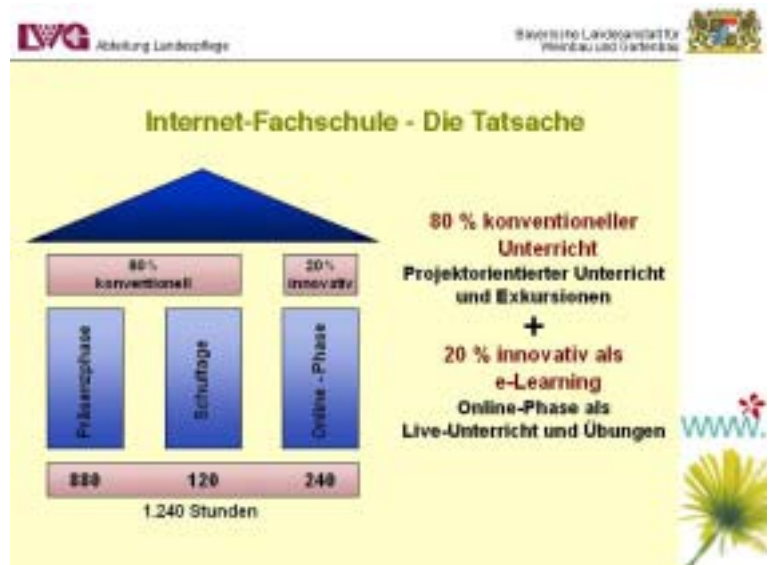 LWG Abteilung Landespflege
Bayerische Landesanstalt für
Weinbau und Gartenbau
Internet-Fachschule - Die Tatsache
80%
konventionell
20%
innovativ
Präsenzphase
Schultage
Online - Phase
880 120 240
1.240 Stunden
80 % konventioneller
Unterricht
Projektorientierter Unterricht
und Exkursionen
+
20 % innovativ als
e-Learning
Online-Phase als
Live-Unterricht und Übungen
www.